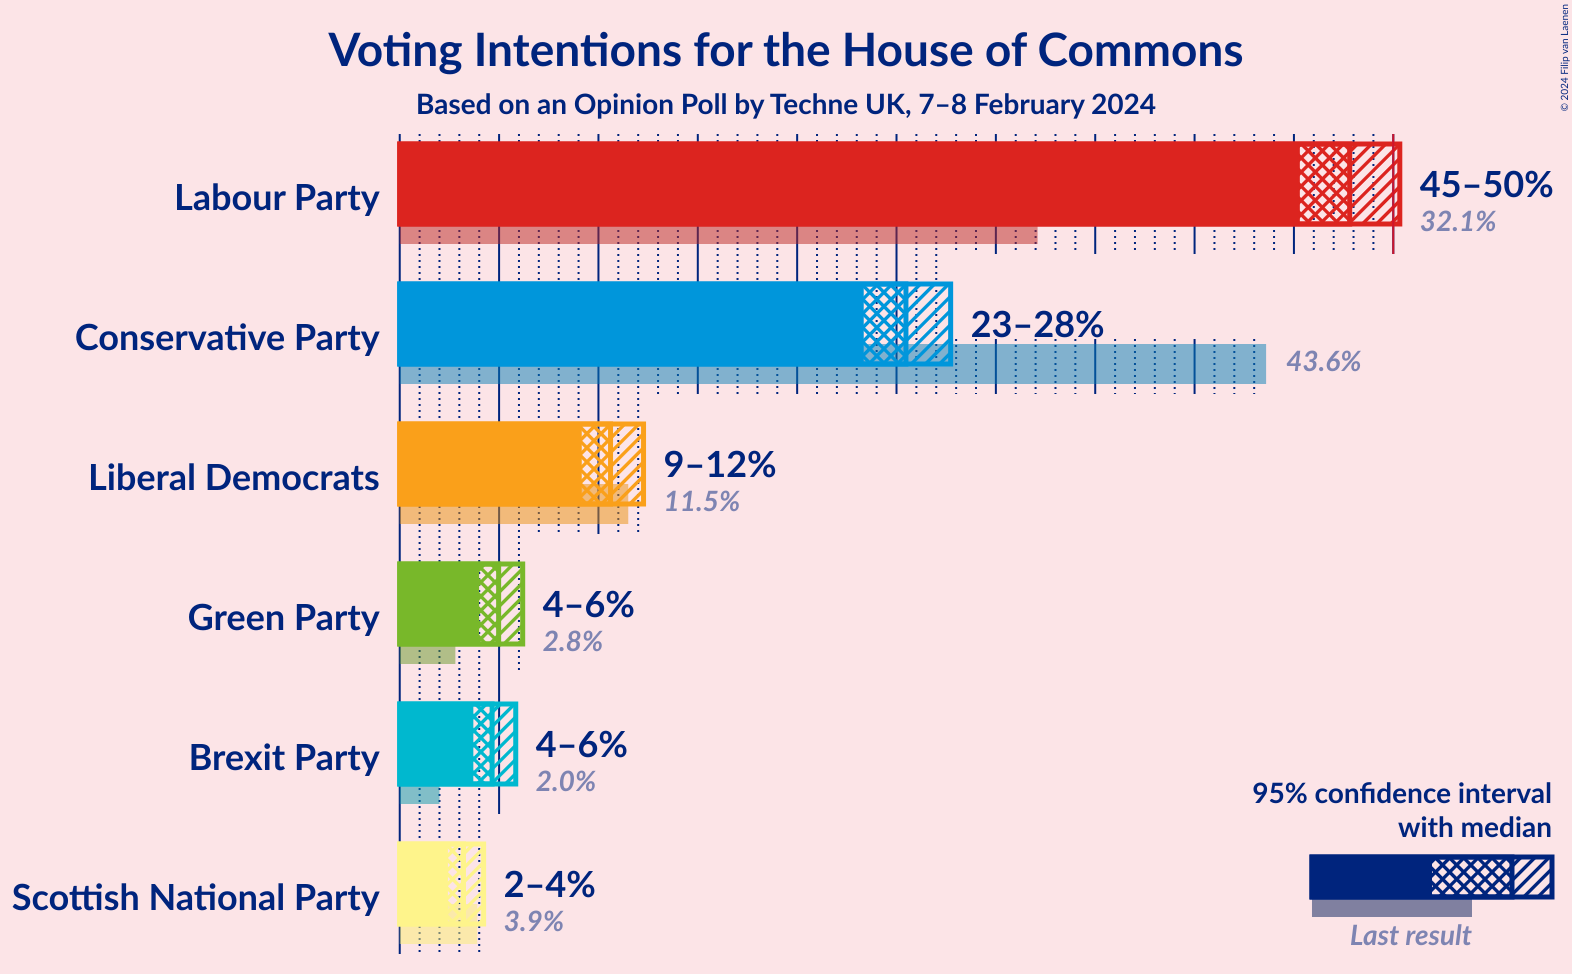 Voting Intentions for the House of Commons
Based on an Opinion Poll by Techne UK, 7–8 February 2024
© 2024 Filip van Laenen
Labour Party
45–50%
32.1%
Conservative Party
23–28%
43.6%
Liberal Democrats
9–12%
11.5%
Green Party
4–6%
2.8%
Brexit Party
4–6%
2.0%
Scottish National Party
2–4%
3.9%
95% confidence interval
with median
Last result